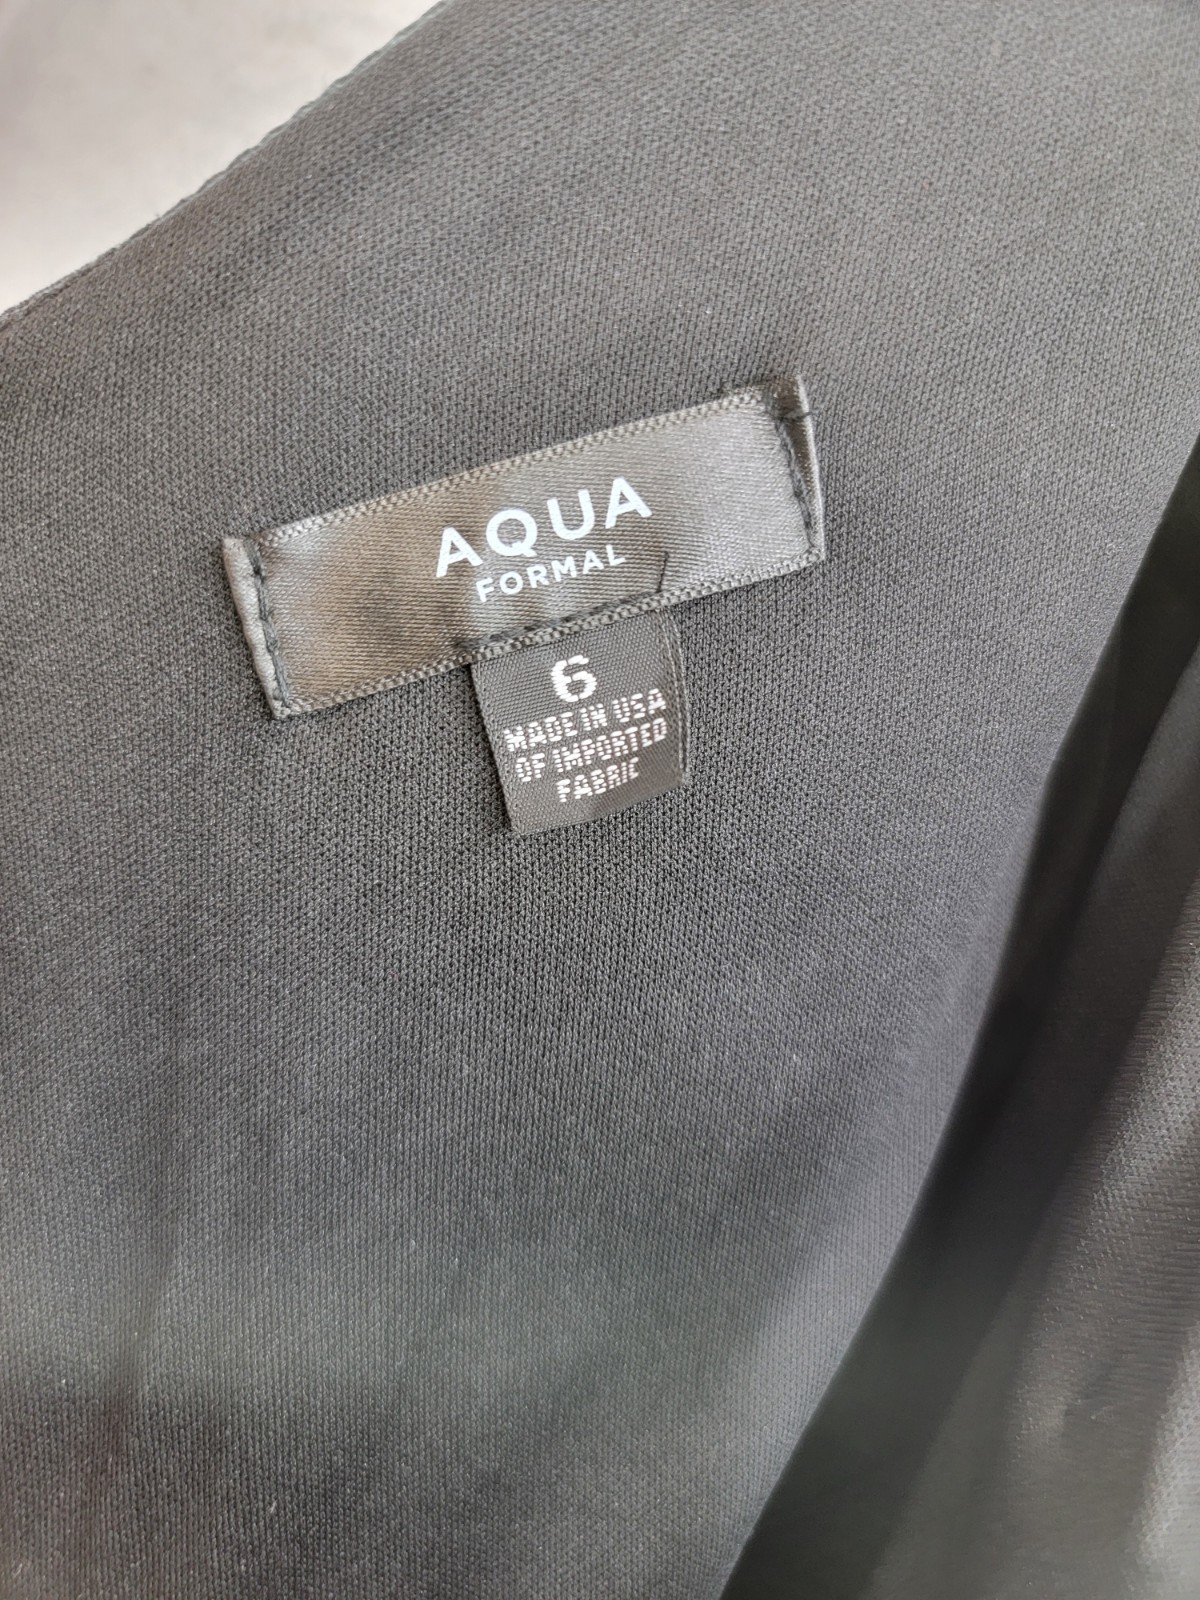 AQUA
FORMAL
6
MADE IN USA
OF IMPORTED
FABRIC